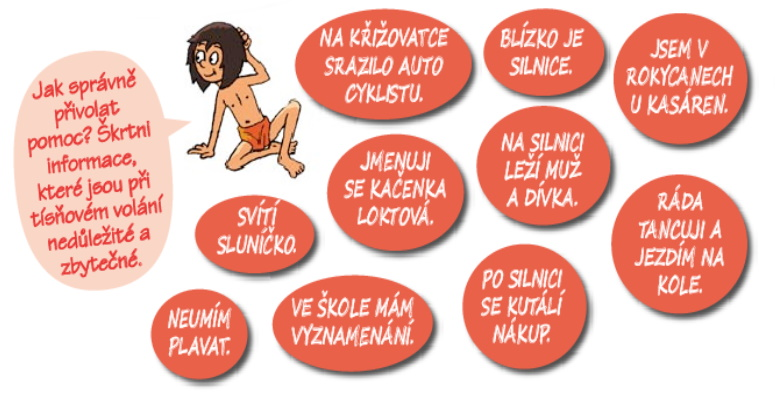 Jak správně
přivolat
pomoc? Škrtni
informace,
které jsou při
tísňovém volání
nedůležité a
zbytečné.
NA KŘIŽOVATCE
SRAZILO AUTO
CYKLISTU.
BLÍZKO JE
SILNICE.
JSEM V
ROKYCANECH
U KASÁREN.
JMENUJI
SE KAČENKA
LOKTOVÁ.
NA SILNICI
LEŽÍ MUŽ
A DÍVKA.
SVÍTÍ
SLUNÍČKO.
RÁDA
TANCUJI A
JEZDÍM NA
KOLE.
NEUMÍM
PLAVAT.
VE ŠKOLE MÁM
VYZNAMENÁNÍ.
PO SILNICI
SE KUTÁLÍ
NÁKUP.